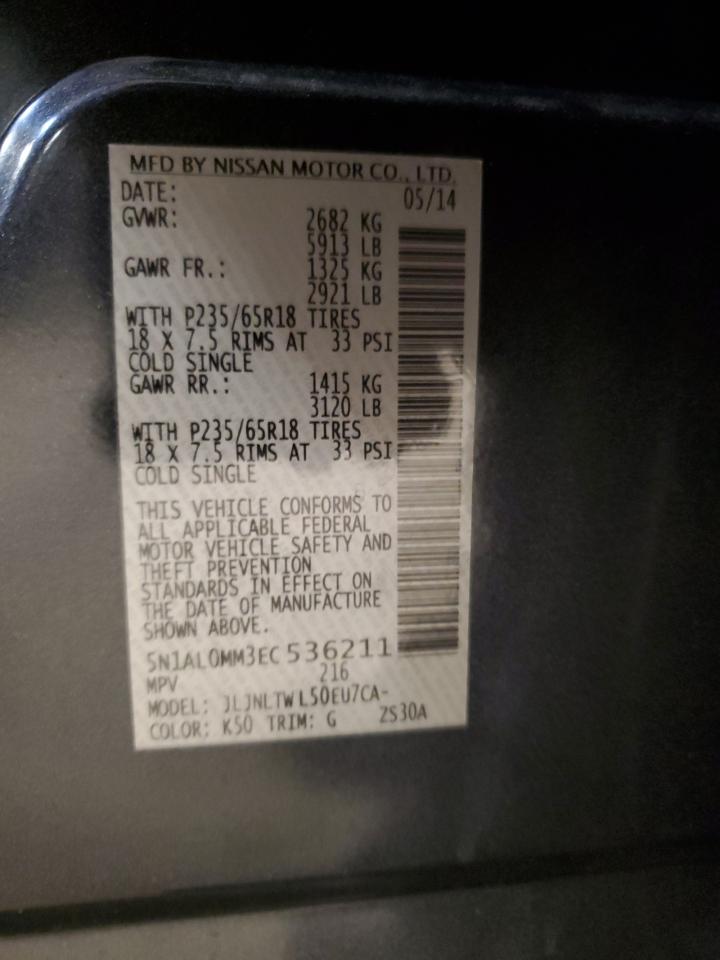 MFD BY NISSAN MOTOR CO., LTD.
DATE: 05/14
GVWR: 2682 KG
5913 LB
GAWR FR.: 1325 KG
2921 LB
WITH P235/65R18 TIRES
18 X 7.5 RIMS AT 33 PSI
COLD SINGLE
GAWR RR.: 1415 KG
3120 LB
WITH P235/65R18 TIRES
18 X 7.5 RIMS AT 33 PSI
COLD SINGLE
THIS VEHICLE CONFORMS TO
ALL APPLICABLE FEDERAL
MOTOR VEHICLE SAFETY AND
THEFT PREVENTION
STANDARDS IN EFFECT ON
THE DATE OF MANUFACTURE
SHOWN ABOVE.
5N1AL0MM3EC536211
MPV 216
MODEL: JLJNLTWL50EU7CA-
COLOR: K50 TRIM: G ZS30A